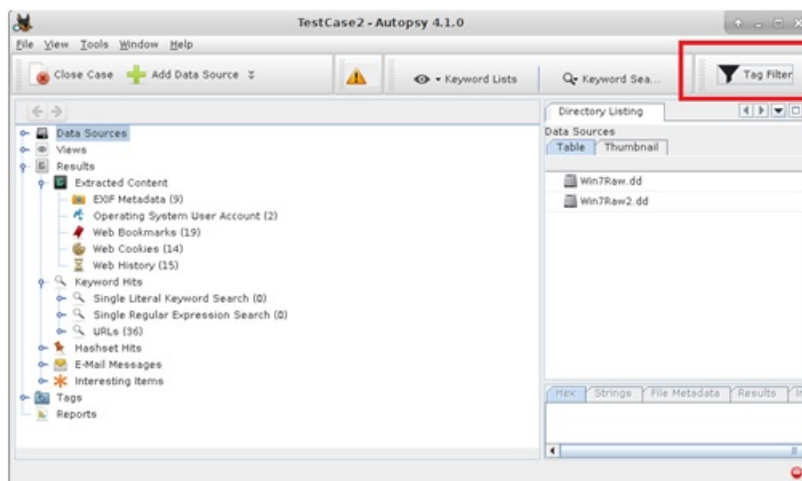 TestCase2 - Autopsy 4.1.0
File View Tools Window Help
Close Case Add Data Source Keyword Lists Keyword Sea... Tag Filter
Directory Listing
Data Sources
Table Thumbnail
Win7Raw.dd
Win7Raw2.dd
Data Sources
Views
Results
Extracted Content
EXIF Metadata (9)
Operating System User Account (2)
Web Bookmarks (19)
Web Cookies (14)
Web History (15)
Keyword Hits
Single Literal Keyword Search (0)
Single Regular Expression Search (0)
URLs (36)
Hashset Hits
E-Mail Messages
Interesting Items
Tags
Reports
Hex Strings File Metadata Results